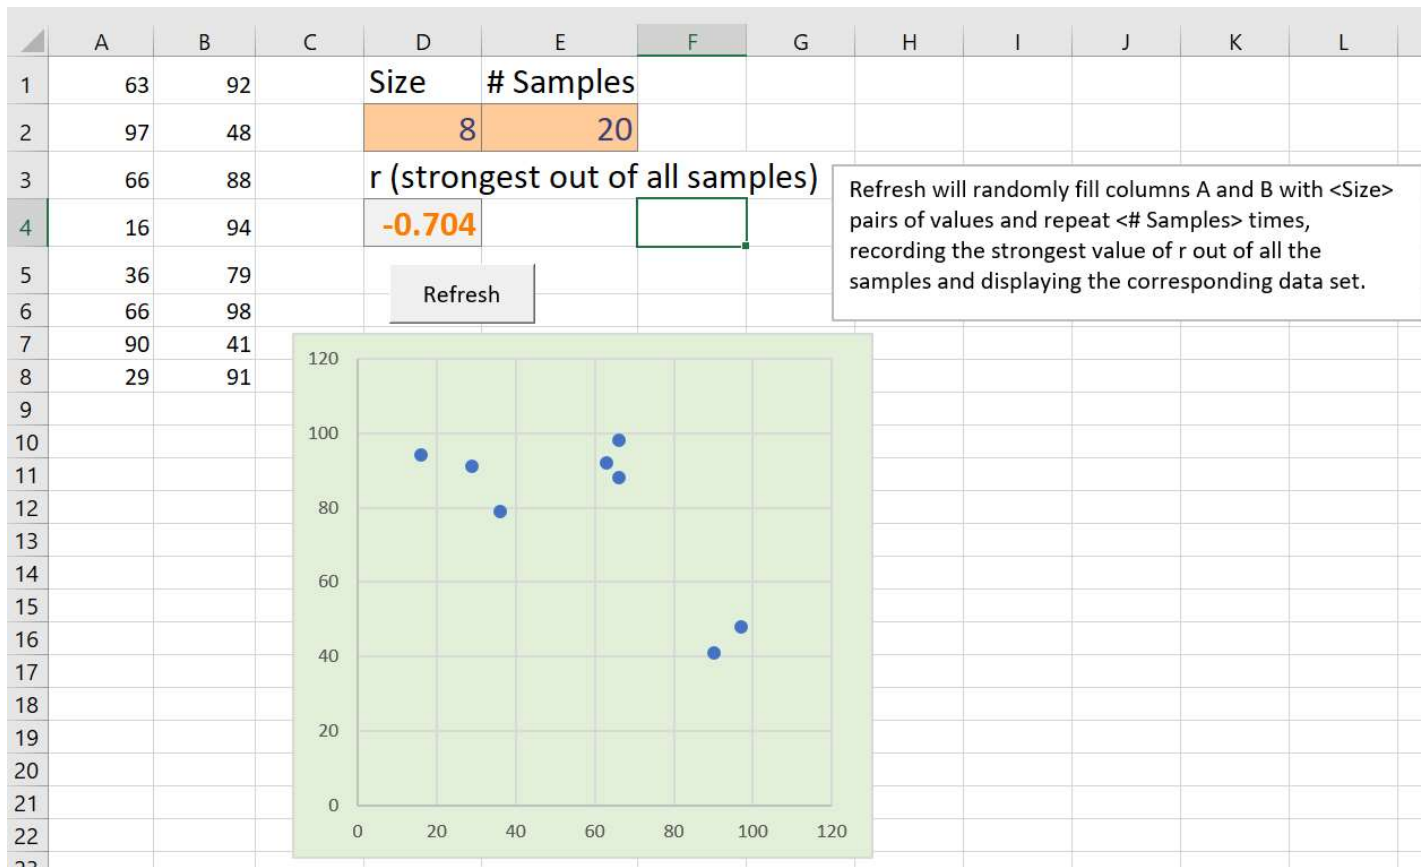 A B C D E F G H I J K L
1 63 92 Size # Samples
2 97 48 8 20
3 66 88 r (strongest out of all samples)
4 16 94 -0.704
5 36 79
6 66 98
7 90 41
8 29 91
9
10
11
12
13
14
15
16
17
18
19
20
21
22
Refresh will randomly fill columns A and B with <Size>
pairs of values and repeat <# Samples> times,
recording the strongest value of r out of all the
samples and displaying the corresponding data set.
Refresh
120
100
80
60
40
20
0
0 20 40 60 80 100 120